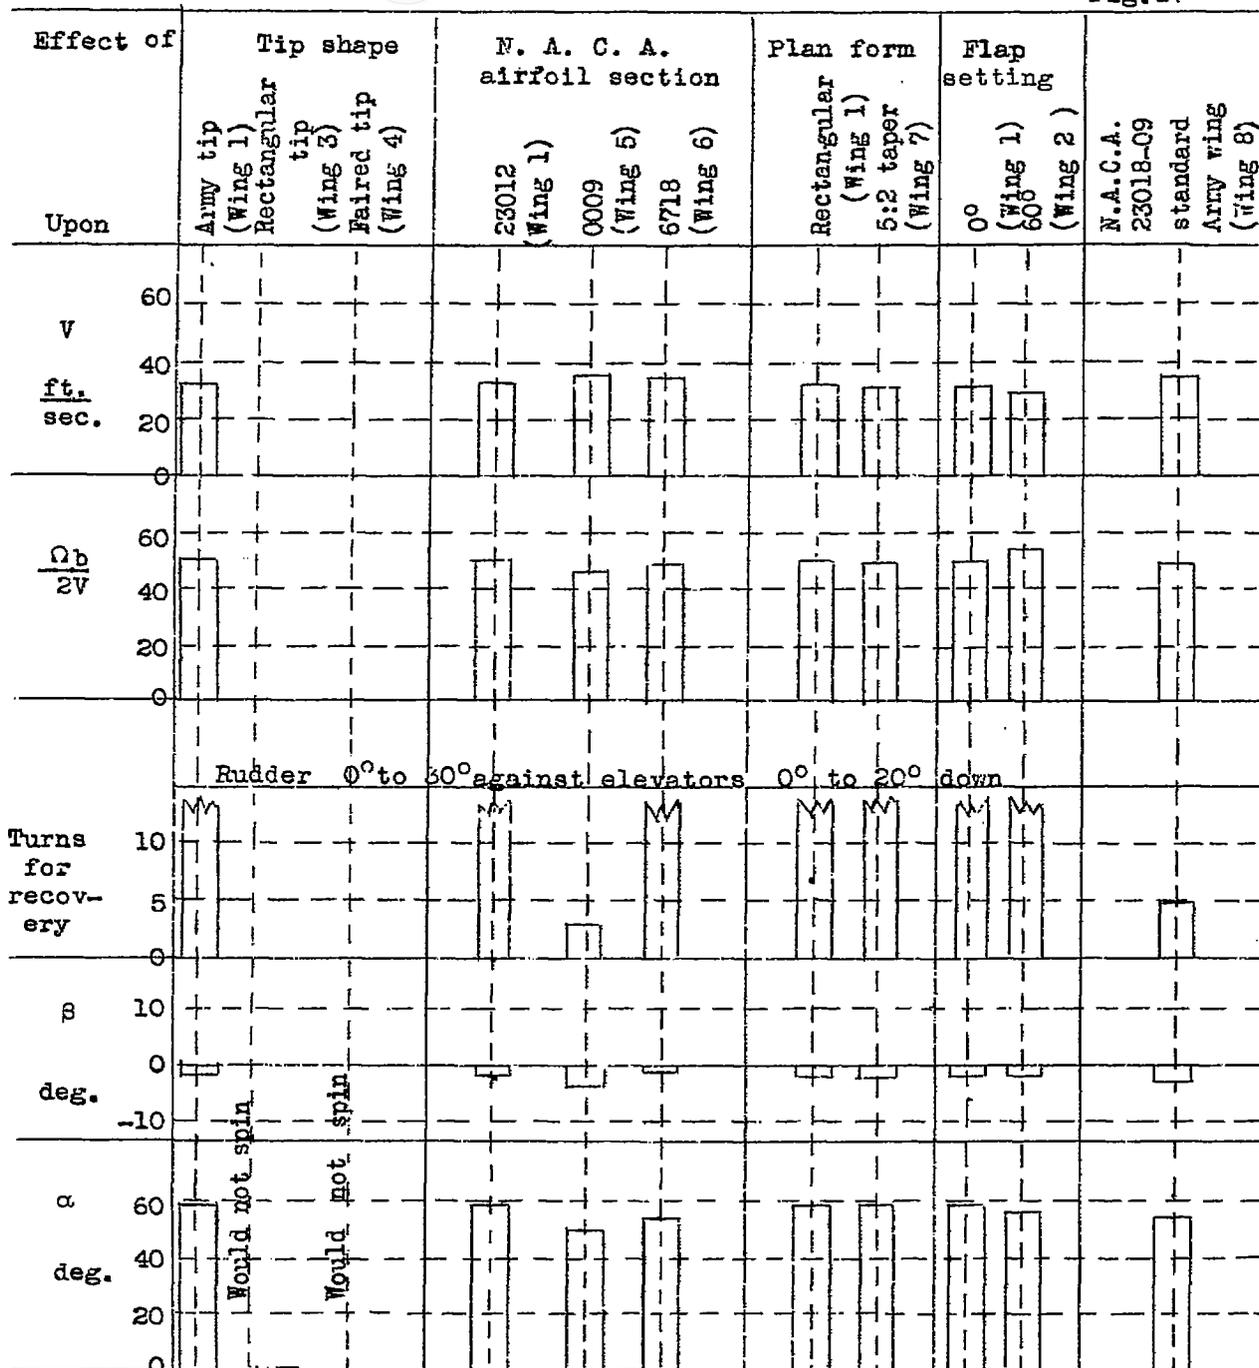 Effect of
Tip shape
N. A. C. A.
airfoil section
Plan form
Flap
setting
Upon
Army tip
(Wing 1)
Rectangular
tip
(Wing 3)
Faired tip
(Wing 4)
23012
(Wing 1)
0009
(Wing 5)
6718
(Wing 6)
Rectangular
(Wing 1)
5:2 taper
(Wing 7)
0°
(Wing 1)
60°
(Wing 2 )
N.A.C.A.
23018-09
standard
Army wing
(Wing 8)
V
ft.
sec.
60
40
20
0
Ωb
2V
60
40
20
0
Rudder 0° to 30° against elevators 0° to 20° down
Turns
for
recov-
ery
10
5
0
β
deg.
10
0
-10
α
deg.
60
40
20
0
Would not spin
Would not spin